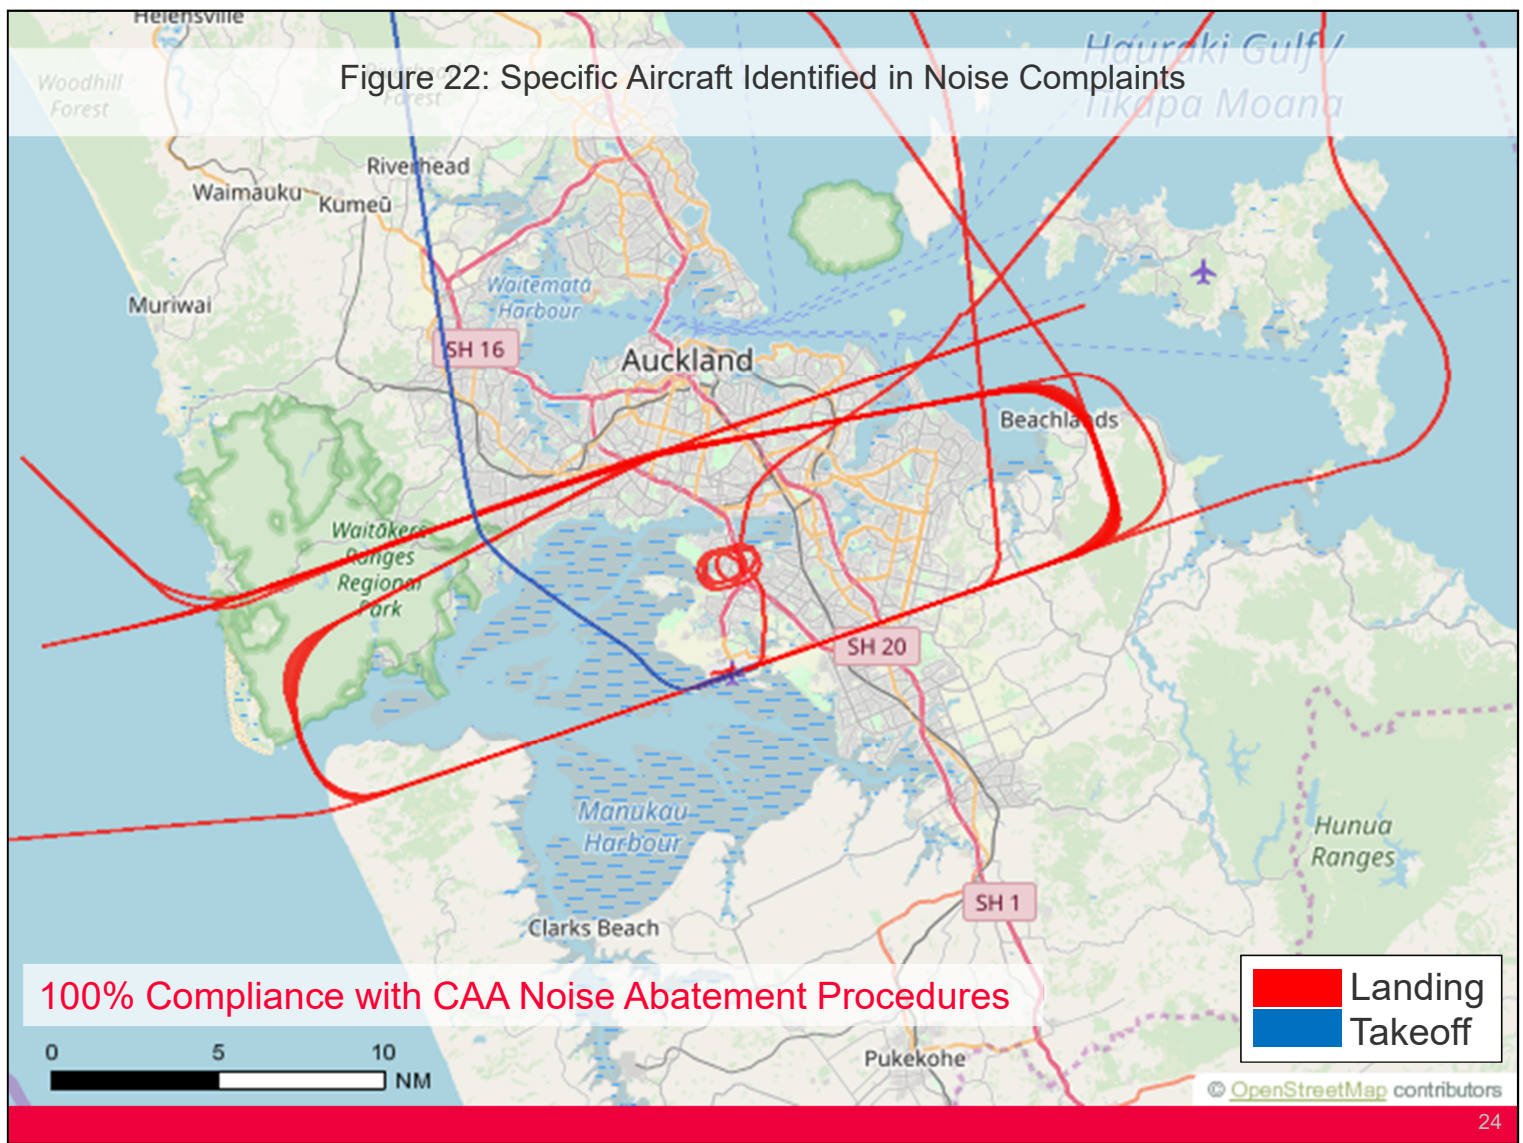 Helensville
Hauraki Gulf /
Tīkapa Moana
Woodhill
Forest
Riverhead
Forest
Figure 22: Specific Aircraft Identified in Noise Complaints
Riverhead
Waimauku
Kumeū
Muriwai
Waitematā
Harbour
SH 16
Auckland
Beachlands
Waitākere
Ranges
Regional
Park
SH 20
Manukau
Harbour
Hunua
Ranges
SH 1
Clarks Beach
100% Compliance with CAA Noise Abatement Procedures
Landing
Takeoff
0 5 10
NM
Pukekohe
© OpenStreetMap contributors
24